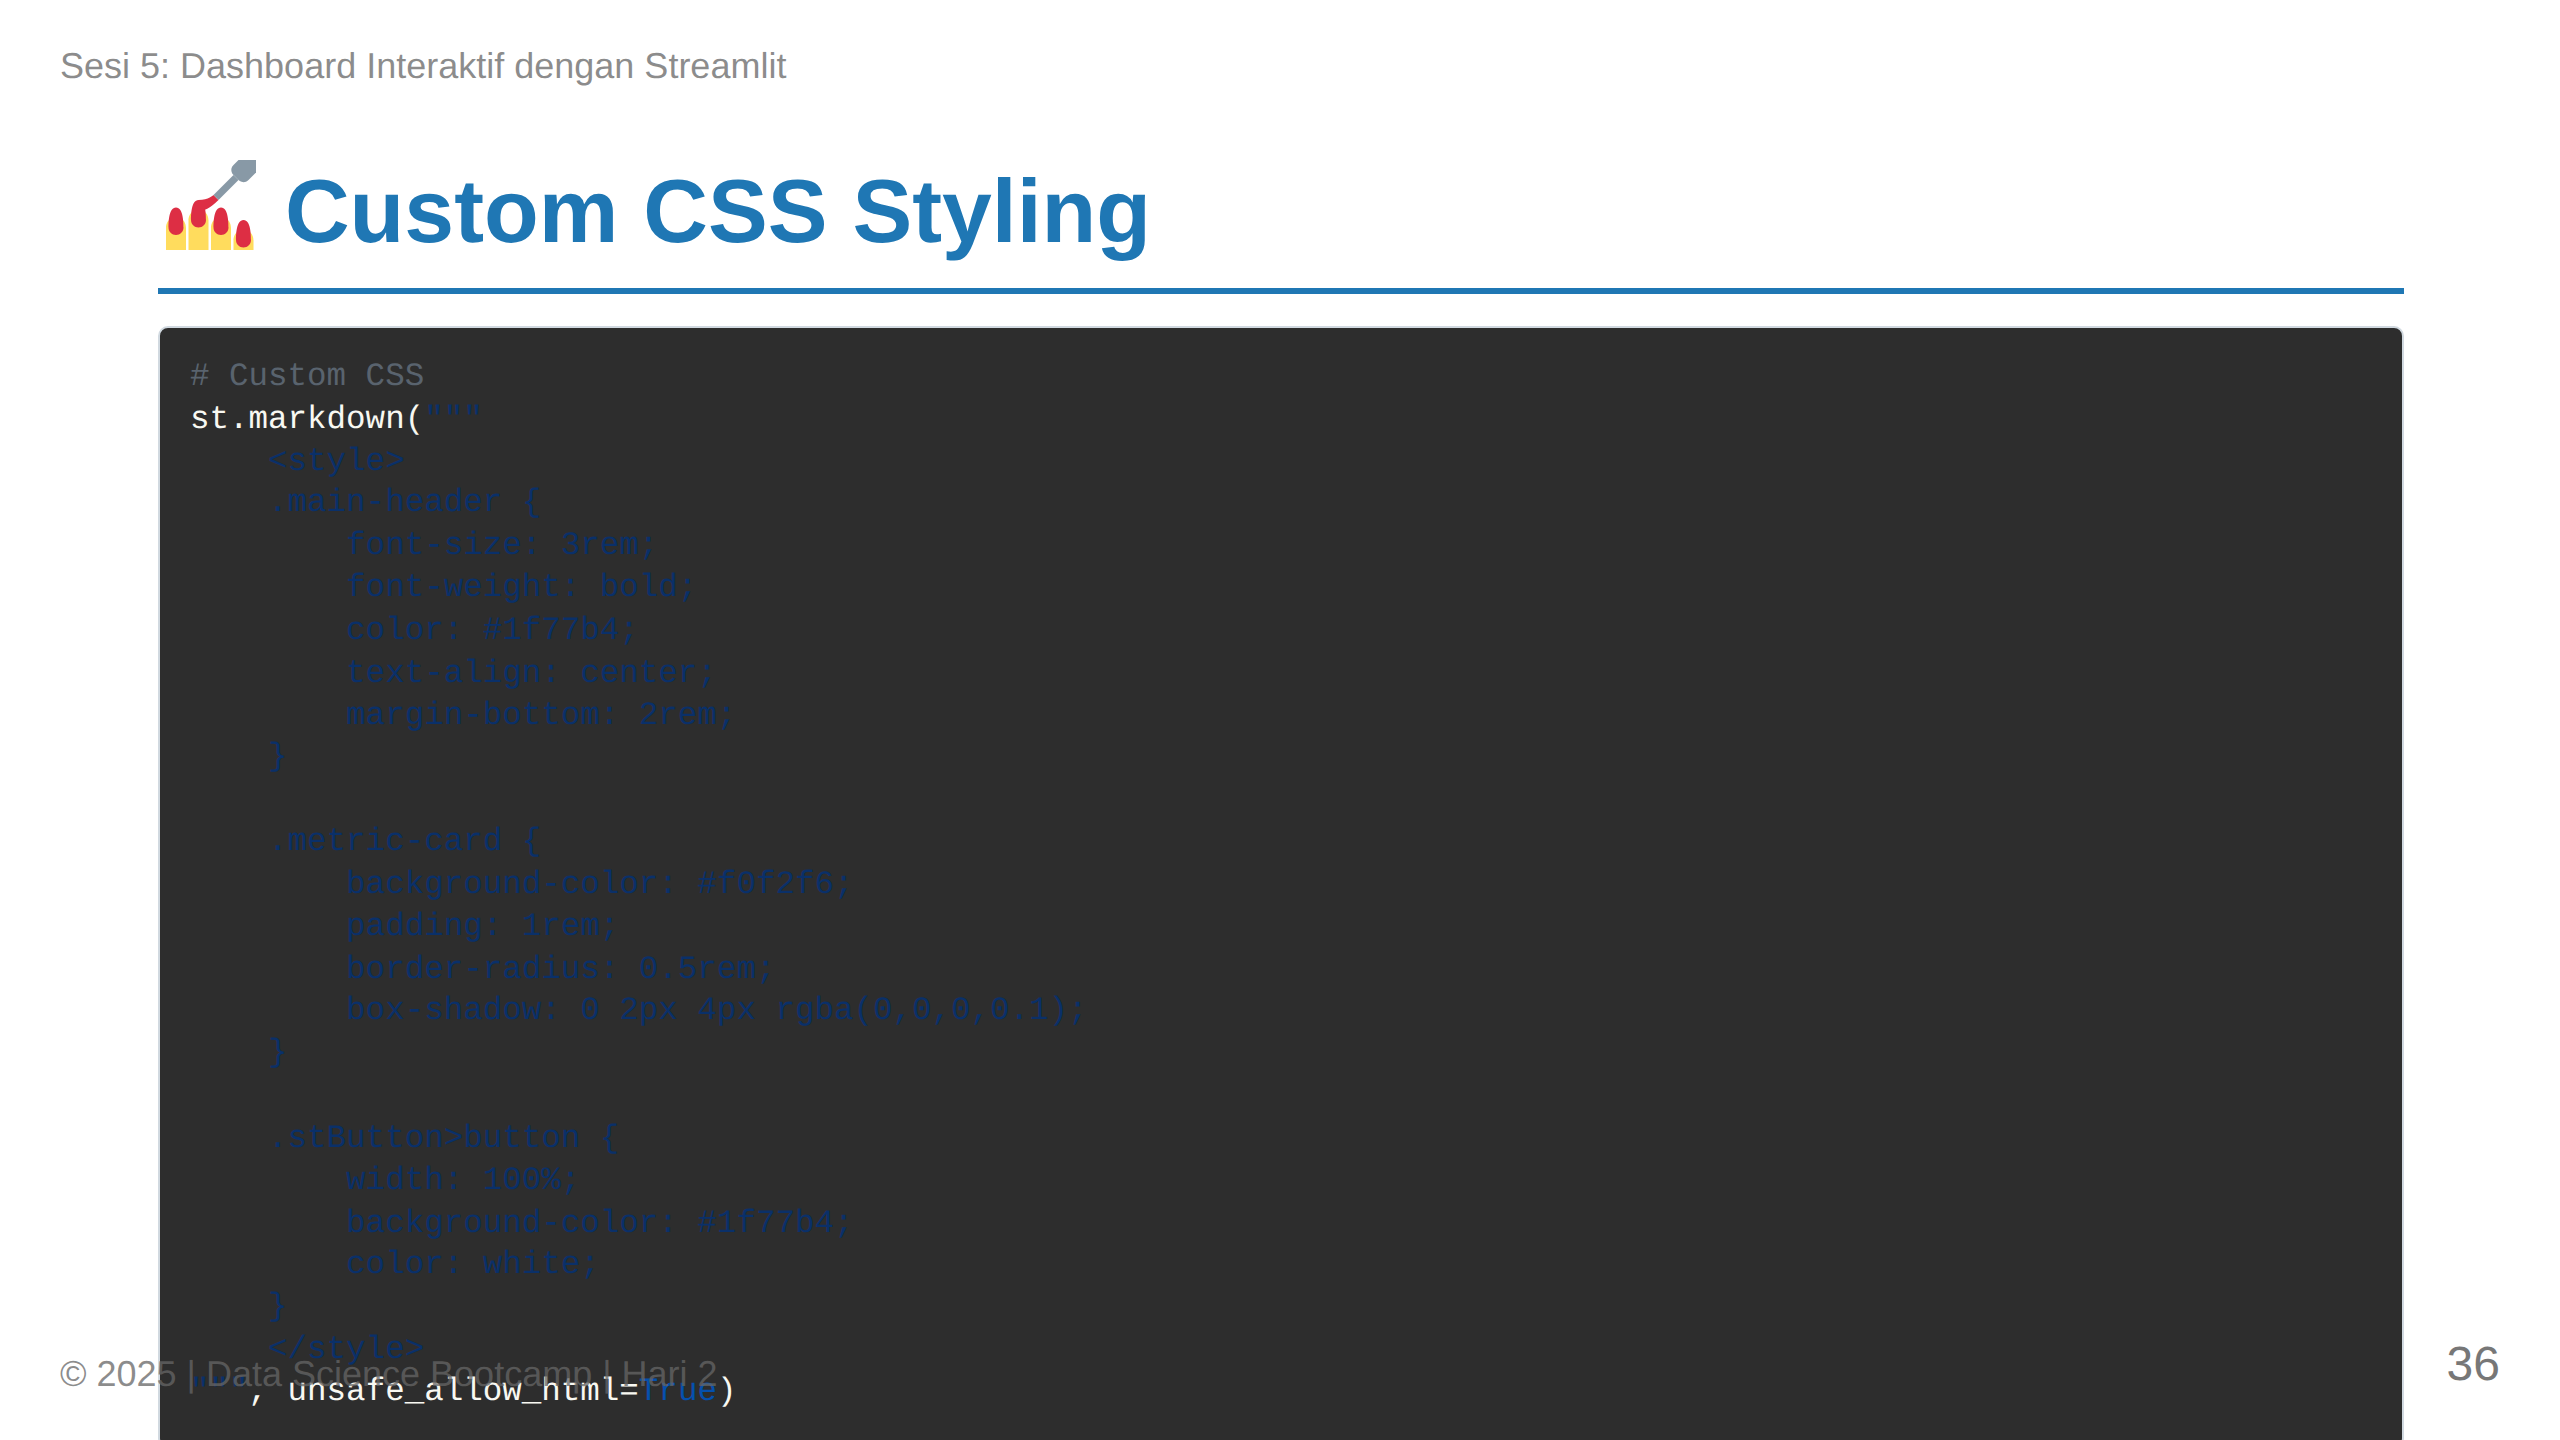 Sesi 5: Dashboard Interaktif dengan Streamlit
💅 Custom CSS Styling
# Custom CSS
st.markdown("""
    <style>
    .main-header {
        font-size: 3rem;
        font-weight: bold;
        color: #1f77b4;
        text-align: center;
        margin-bottom: 2rem;
    }

    .metric-card {
        background-color: #f0f2f6;
        padding: 1rem;
        border-radius: 0.5rem;
        box-shadow: 0 2px 4px rgba(0,0,0,0.1);
    }

    .stButton>button {
        width: 100%;
        background-color: #1f77b4;
        color: white;
    }
    </style>
""", unsafe_allow_html=True)
© 2025 | Data Science Bootcamp | Hari 2
36